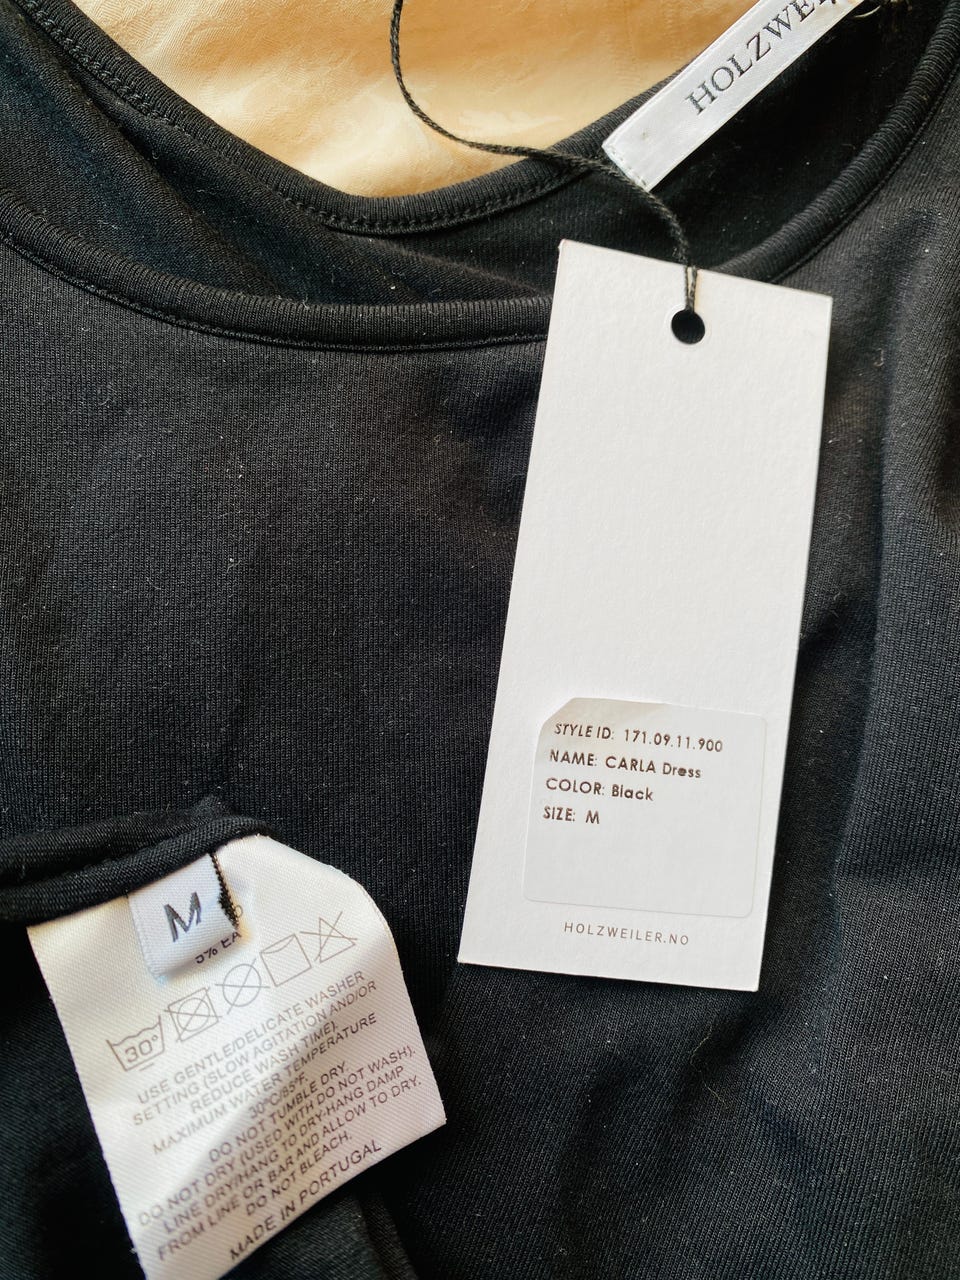 HOLZWEI
STYLE ID: 171.09.11.900
NAME: CARLA Dress
COLOR: Black
SIZE: M
HOLZWEILER.NO
M
5% EA
30°
USE GENTLE/DELICATE WASHER
SETTING (SLOW AGITATION AND/OR
REDUCE WASH TIME).
MAXIMUM WATER TEMPERATURE
30°C/85°F.
DO NOT TUMBLE DRY.
DO NOT DRY (USED WITH DO NOT WASH).
LINE DRY/HANG TO DRY-HANG DAMP
FROM LINE OR BAR AND ALLOW TO DRY.
DO NOT BLEACH.
MADE IN PORTUGAL